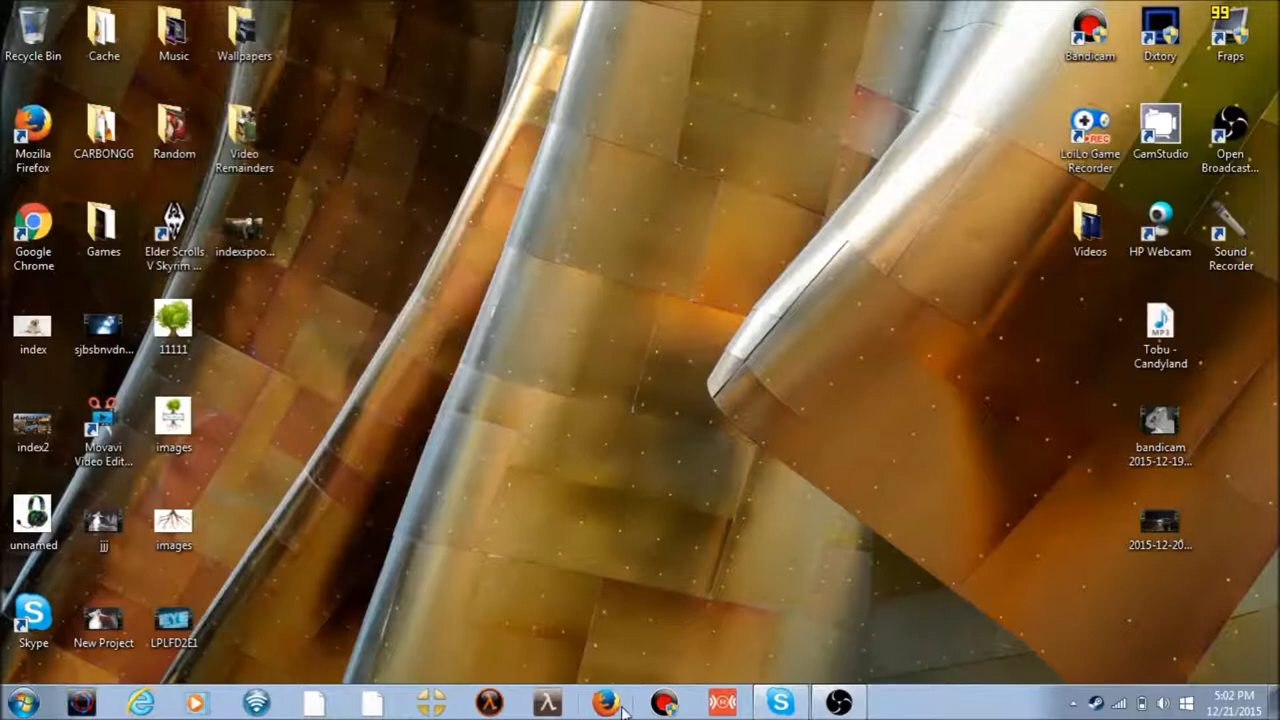 Recycle Bin
Cache
Music
Wallpapers
Bandicam
Dxtory
99
Fraps
Mozilla
Firefox
CARBONGG
Random
Video
Remainders
LoiLo Game
Recorder
REC
CamStudio
Open
Broadcast...
Google
Chrome
Games
Elder Scrolls
V Skyrim ...
indexspoo...
Videos
HP Webcam
Sound
Recorder
index
sjbsbnvdn...
11111
MP3
Tobu -
Candyland
index2
Movavi
Video Edit...
images
bandicam
2015-12-19...
unnamed
jjj
images
2015-12-20...
Skype
New Project
LPLFD2E1
5:02 PM
12/21/2015